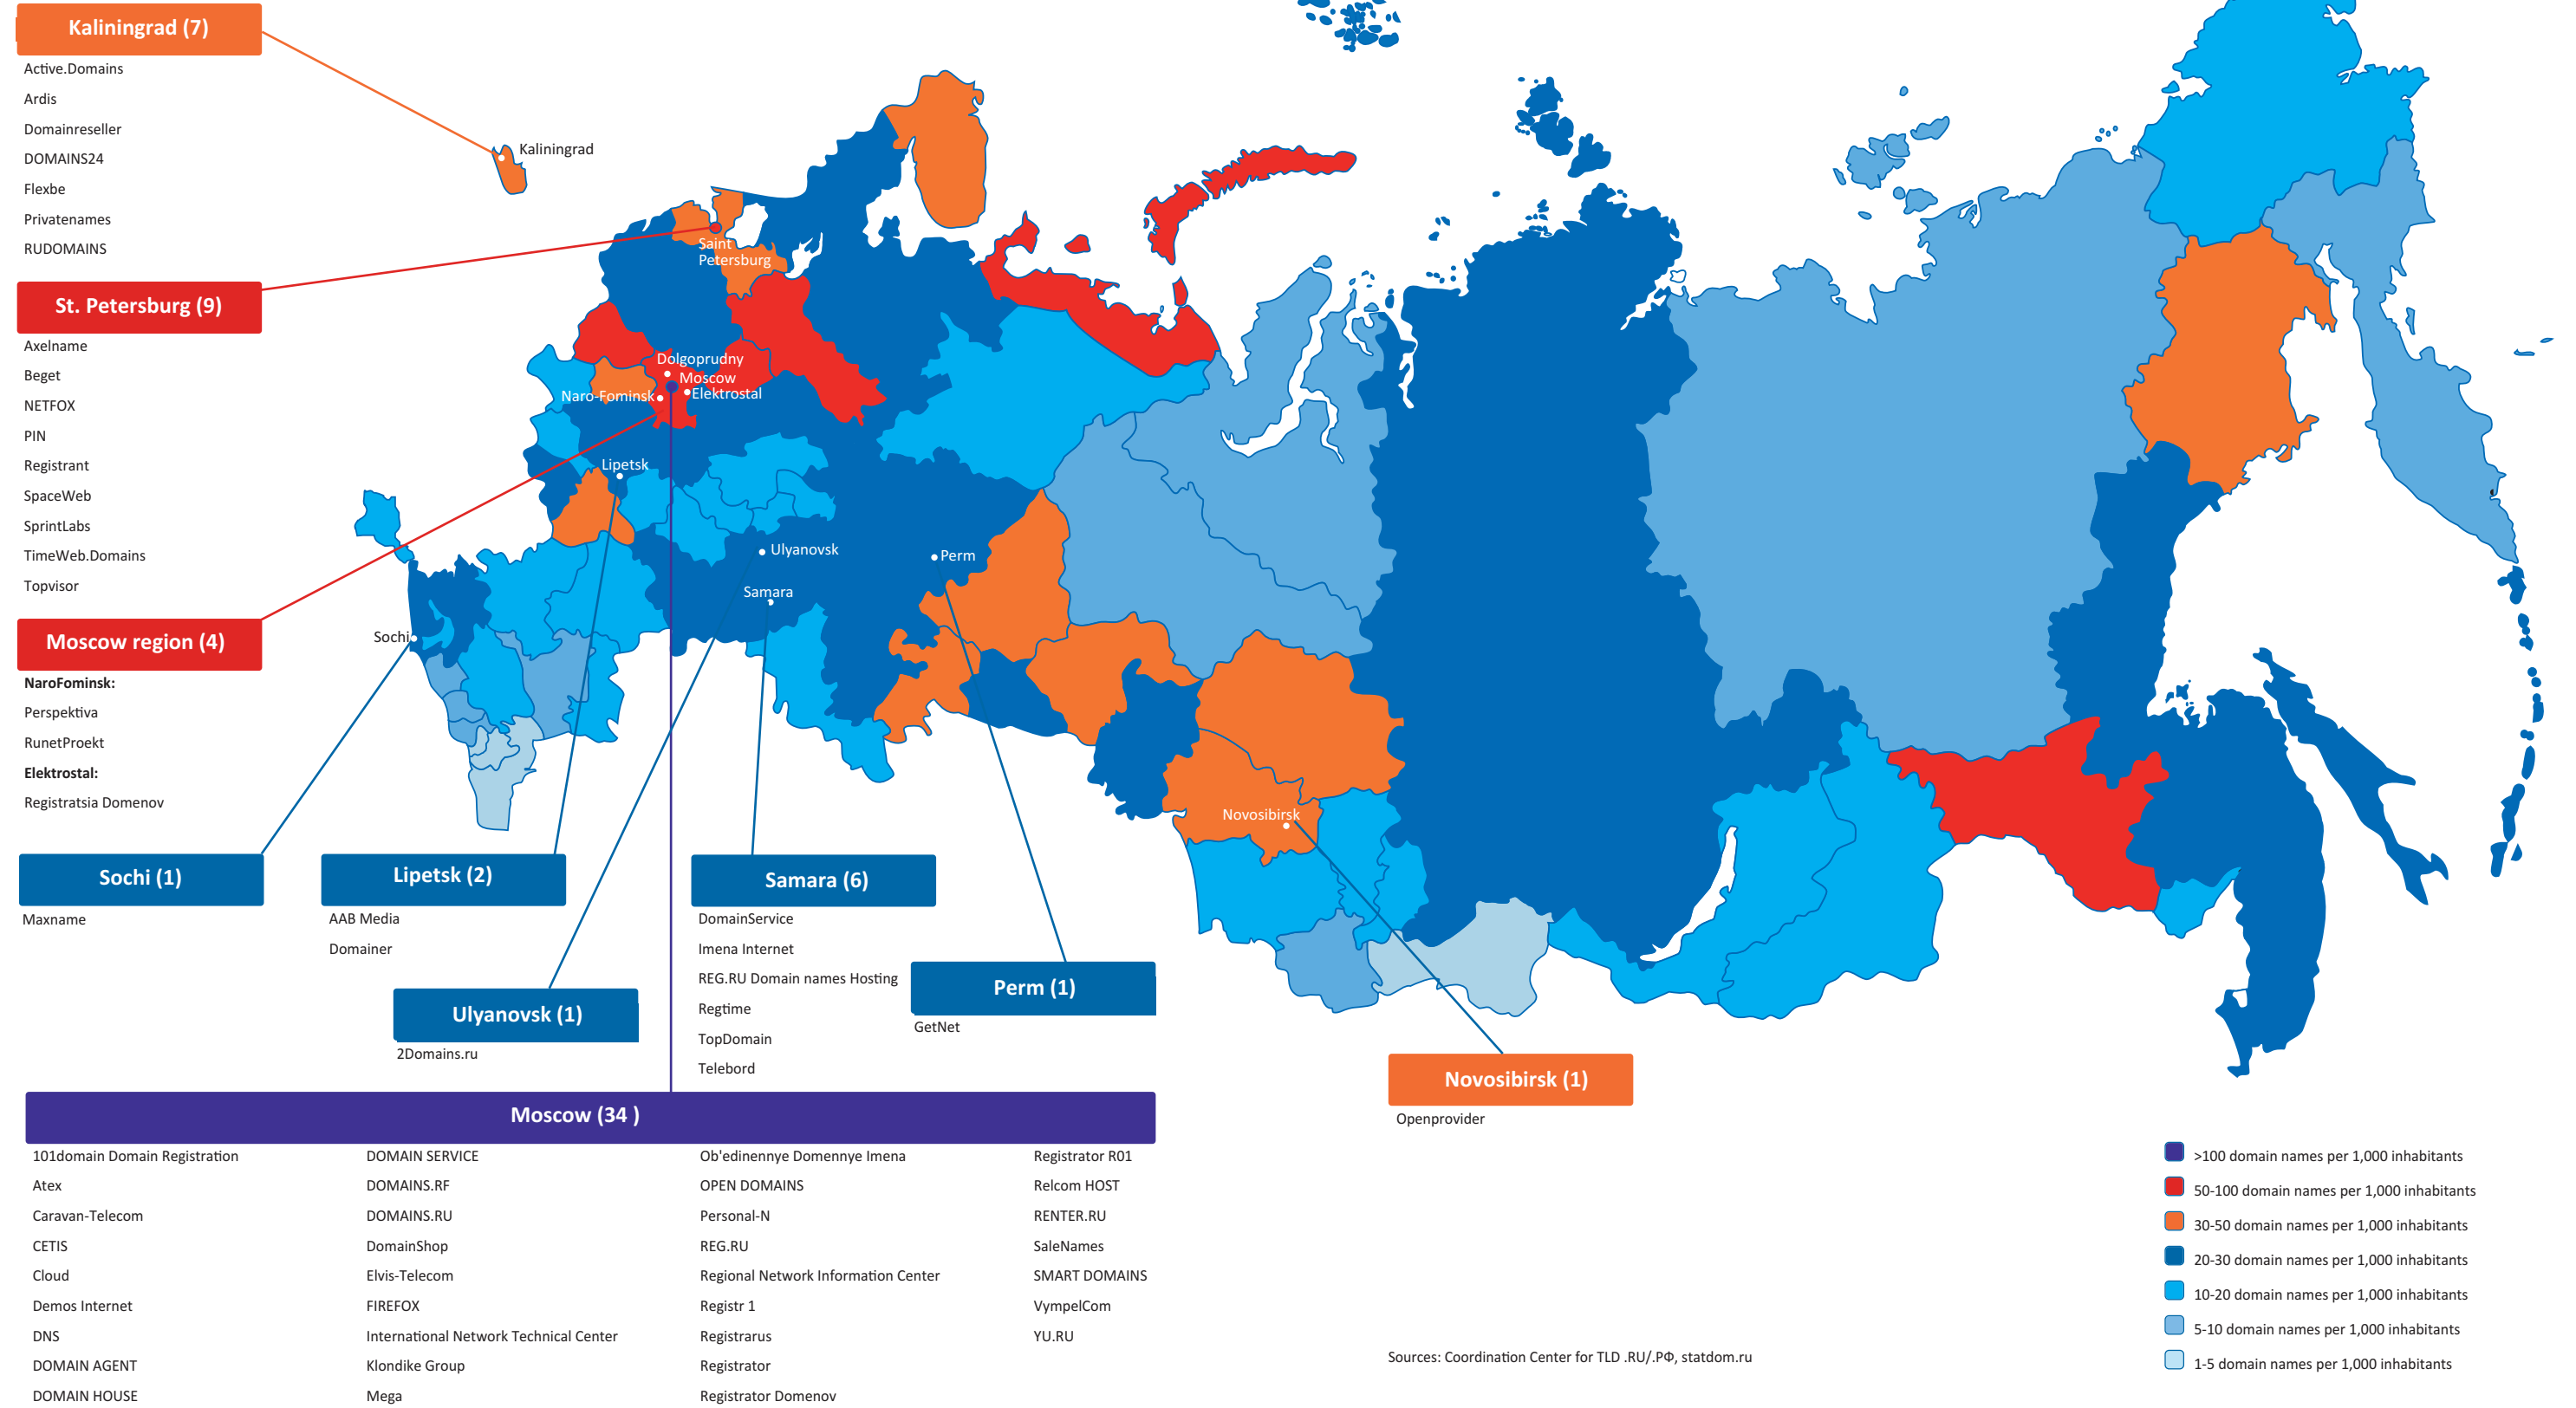 Kaliningrad (7)
Active.Domains
Ardis
Domainreseller
DOMAINS24
Flexbe
Privatenames
RUDOMAINS
St. Petersburg (9)
Axelname
Beget
NETFOX
PIN
Registrant
SpaceWeb
SprintLabs
TimeWeb.Domains
Topvisor
Moscow region (4)
NaroFominsk:
Perspektiva
RunetProekt
Elektrostal:
Registratsia Domenov
Kaliningrad
Saint
Petersburg
Dolgoprudny
Moscow
Elektrostal
Naro-Fominsk
Lipetsk
Ulyanovsk
Perm
Samara
Sochi
Novosibirsk
Sochi (1)
Maxname
Lipetsk (2)
AAB Media
Domainer
Ulyanovsk (1)
2Domains.ru
Samara (6)
DomainService
Imena Internet
REG.RU Domain names Hosting
Regtime
TopDomain
Telebord
Perm (1)
GetNet
Novosibirsk (1)
Openprovider
Moscow (34 )
101domain Domain Registration
Atex
Caravan-Telecom
CETIS
Cloud
Demos Internet
DNS
DOMAIN AGENT
DOMAIN HOUSE
DOMAIN SERVICE
DOMAINS.RF
DOMAINS.RU
DomainShop
Elvis-Telecom
FIREFOX
International Network Technical Center
Klondike Group
Mega
Ob'edinennye Domennye Imena
OPEN DOMAINS
Personal-N
REG.RU
Regional Network Information Center
Registr 1
Registrarus
Registrator
Registrator Domenov
Registrator R01
Relcom HOST
RENTER.RU
SaleNames
SMART DOMAINS
VympelCom
YU.RU
>100 domain names per 1,000 inhabitants
50-100 domain names per 1,000 inhabitants
30-50 domain names per 1,000 inhabitants
20-30 domain names per 1,000 inhabitants
10-20 domain names per 1,000 inhabitants
5-10 domain names per 1,000 inhabitants
1-5 domain names per 1,000 inhabitants
Sources: Coordination Center for TLD .RU/.РФ, statdom.ru